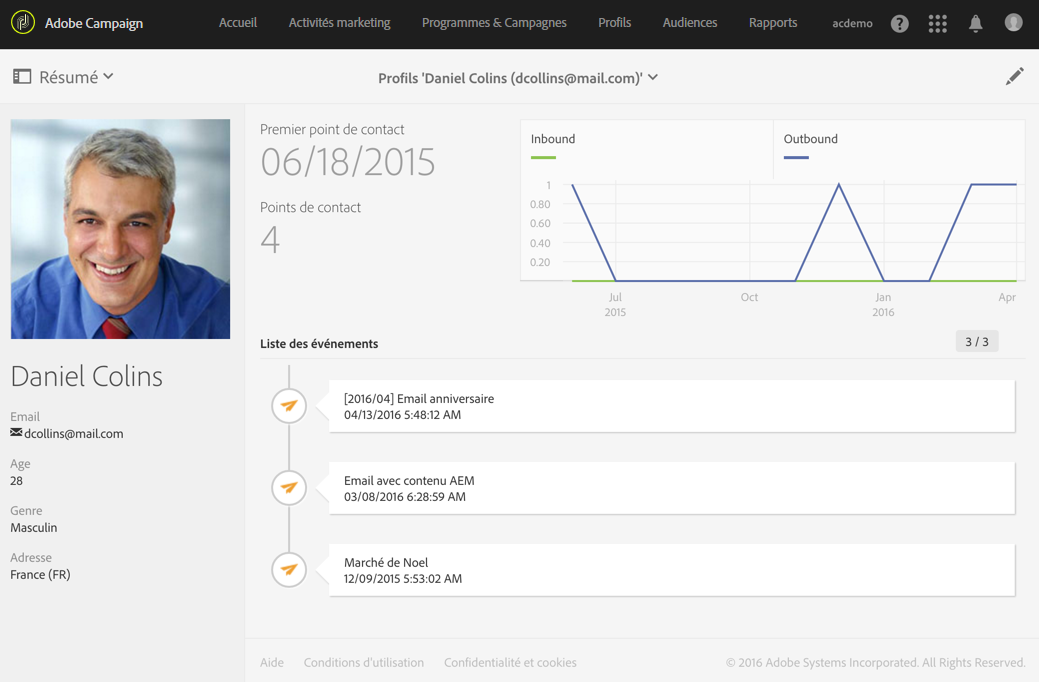 Adobe Campaign
Accueil
Activités marketing
Programmes & Campagnes
Profils
Audiences
Rapports
acdemo
?
Résumé
Profils 'Daniel Colins (dcollins@mail.com)'
Premier point de contact
06/18/2015
Points de contact
4
Inbound
Outbound
1
0.80
0.60
0.40
0.20
Jul
2015
Oct
Jan
2016
Apr
Daniel Colins
Email
dcollins@mail.com
Age
28
Genre
Masculin
Adresse
France (FR)
Liste des événements
3 / 3
[2016/04] Email anniversaire
04/13/2016 5:48:12 AM
Email avec contenu AEM
03/08/2016 6:28:59 AM
Marché de Noel
12/09/2015 5:53:02 AM
Aide
Conditions d'utilisation
Confidentialité et cookies
© 2016 Adobe Systems Incorporated. All Rights Reserved.